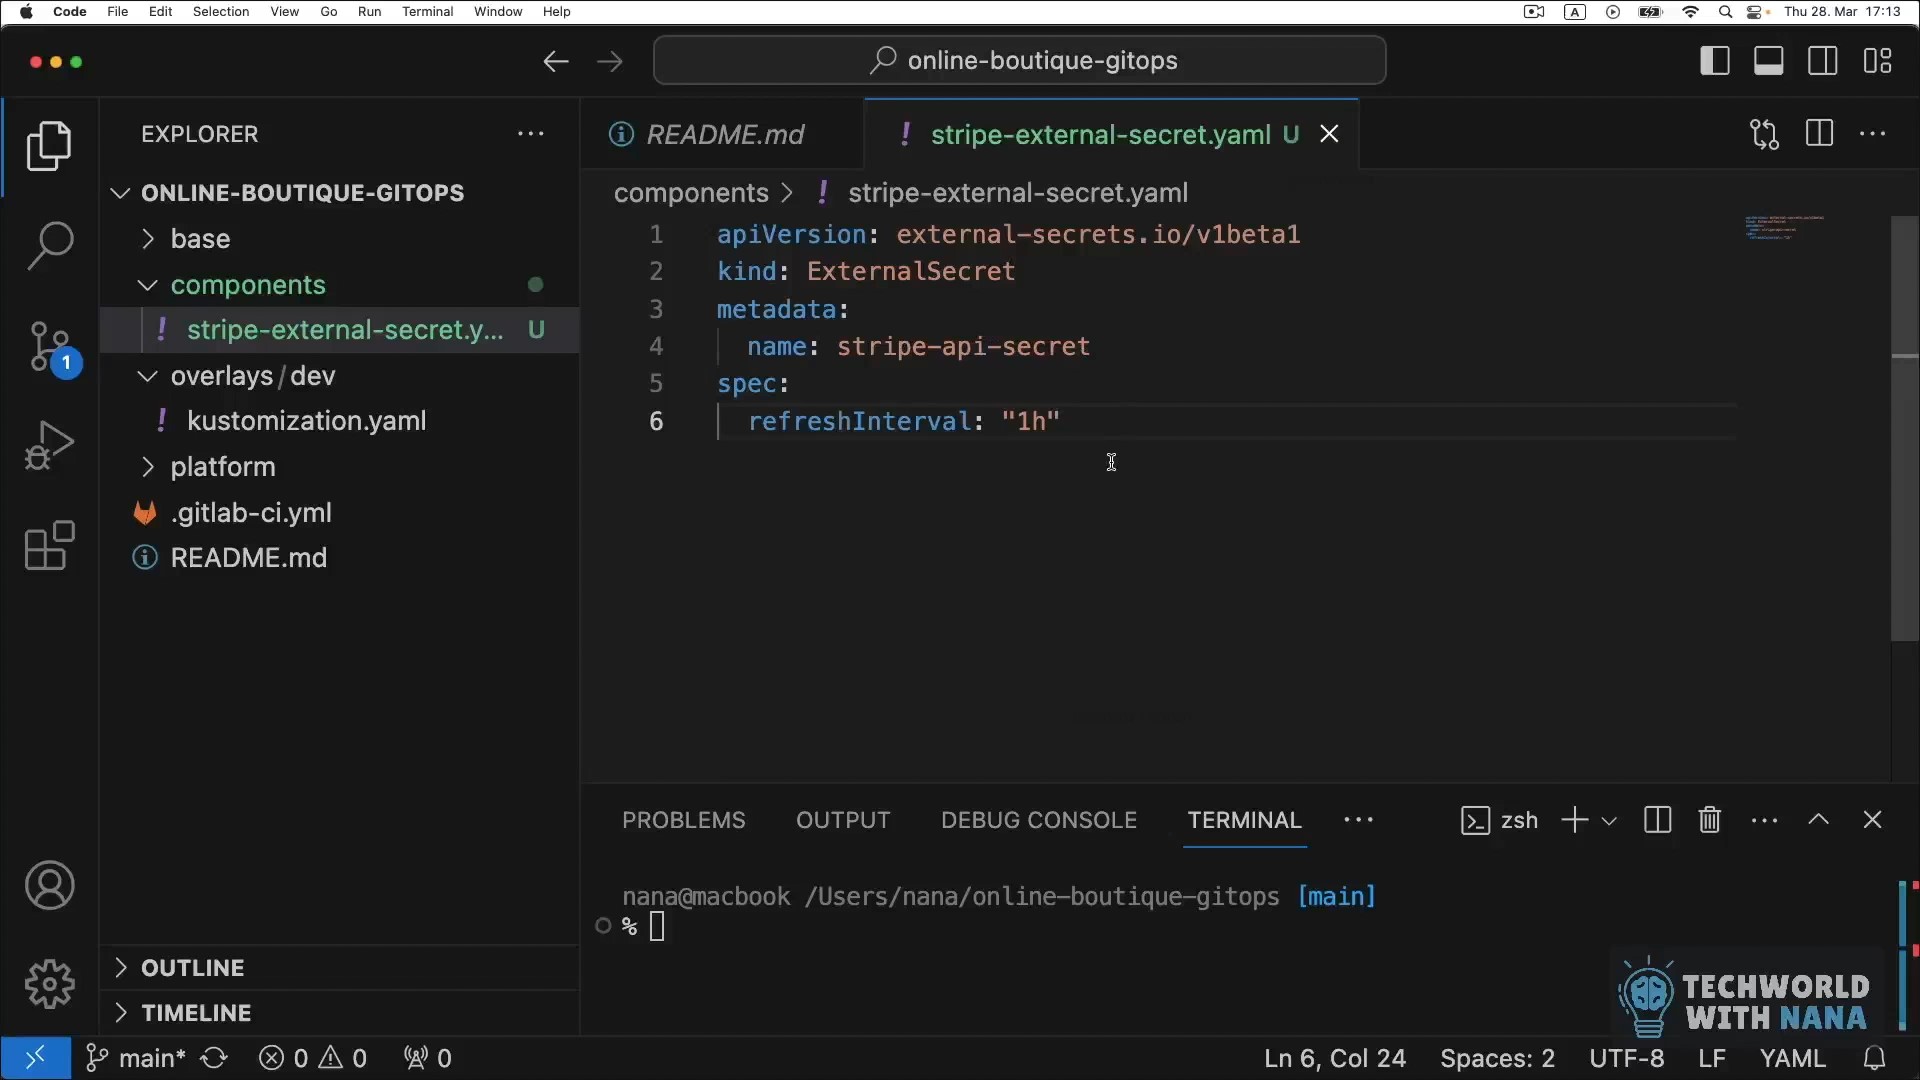 Code File Edit Selection View Go Run Terminal Window Help A Thu 28. Mar 17:13
online-boutique-gitops
EXPLORER
ONLINE-BOUTIQUE-GITOPS
base
components
stripe-external-secret.y... U
overlays/dev
kustomization.yaml
platform
.gitlab-ci.yml
README.md
1
OUTLINE
TIMELINE
README.md
stripe-external-secret.yaml U
components > ! stripe-external-secret.yaml
1 apiVersion: external-secrets.io/v1beta1
2 kind: ExternalSecret
3 metadata:
4 name: stripe-api-secret
5 spec:
6 refreshInterval: "1h"
PROBLEMS OUTPUT DEBUG CONSOLE TERMINAL zsh
nana@macbook /Users/nana/online-boutique-gitops [main]
%
TECHWORLD
WITH NANA
main* 0 0 0 Ln 6, Col 24 Spaces: 2 UTF-8 LF YAML